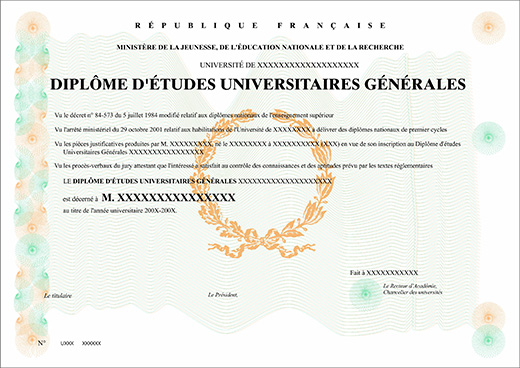 RÉPUBLIQUE FRANÇAISE
MINISTÈRE DE LA JEUNESSE, DE L'ÉDUCATION NATIONALE ET DE LA RECHERCHE
UNIVERSITÉ DE XXXXXXXXXXXXXXXXXXX
DIPLÔME D'ÉTUDES UNIVERSITAIRES GÉNÉRALES
Vu le décret n° 84-573 du 5 juillet 1984 modifié relatif aux diplômes nationaux de l'enseignement supérieur
Vu l'arrêté ministériel du 29 octobre 2001 relatif aux habilitations de l'Université de XXXXXXXX à délivrer des diplômes nationaux de premier cycles
Vu les pièces justificatives produites par M. XXXXXXXXX, né le XXXXXXXXX à XXXXXXXXXX (XXX) en vue de son inscription au Diplôme d'études
Universitaires Générales XXXXXXXXXXXXXXXX
Vu les procès-verbaux du jury attestant que l'intéressé a satisfait au contrôle des connaissances et des aptitudes prévu par les textes réglementaires
LE DIPLÔME D'ÉTUDES UNIVERSITAIRES GÉNÉRALES XXXXXXXXXXXXXXXXXXXX
est décerné à M. XXXXXXXXXXXXXXX
au titre de l'année universitaire 200X-200X.
Fait à XXXXXXXXXXX
Le titulaire
Le Président,
Le Recteur d'Académie,
Chancelier des universités
N° UXXX XXXXXXX